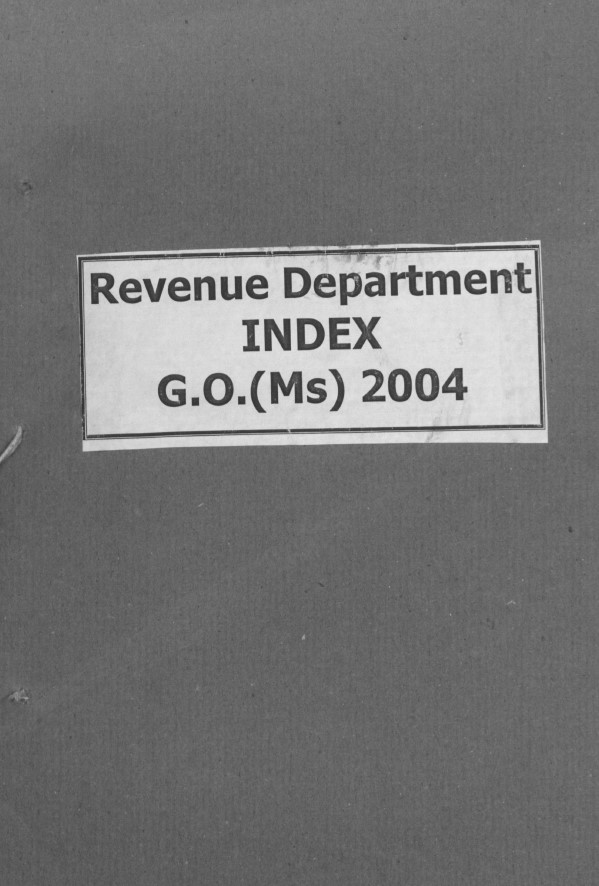 Revenue Department
INDEX
G.O.(Ms) 2004